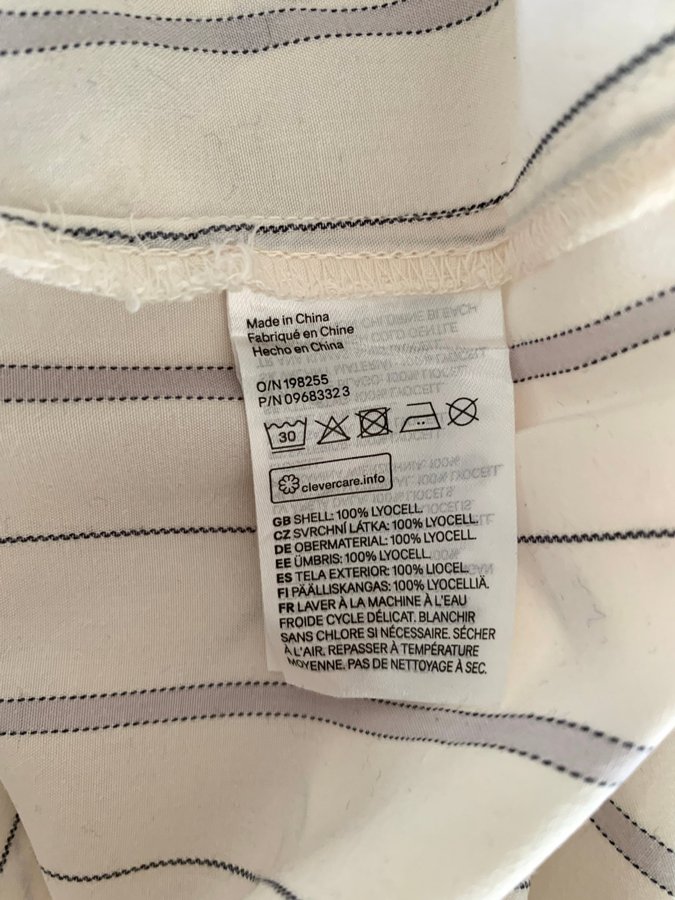 Made in China
Fabriqué en Chine
Hecho en China
O/N 198255
P/N 09683323
30
clevercare.info
GB SHELL: 100% LYOCELL.
CZ SVRCHNÍ LÁTKA: 100% LYOCELL.
DE OBERMATERIAL: 100% LYOCELL.
EE ÜMBRIS: 100% LYOCELL.
ES TELA EXTERIOR: 100% LIOCEL.
FI PÄÄLLISKANGAS: 100% LYOCELLIÄ.
FR LAVER À LA MACHINE À L'EAU
FROIDE CYCLE DÉLICAT. BLANCHIR
SANS CHLORE SI NÉCESSAIRE. SÉCHER
À L'AIR. REPASSER À TEMPÉRATURE
MOYENNE. PAS DE NETTOYAGE À SEC.